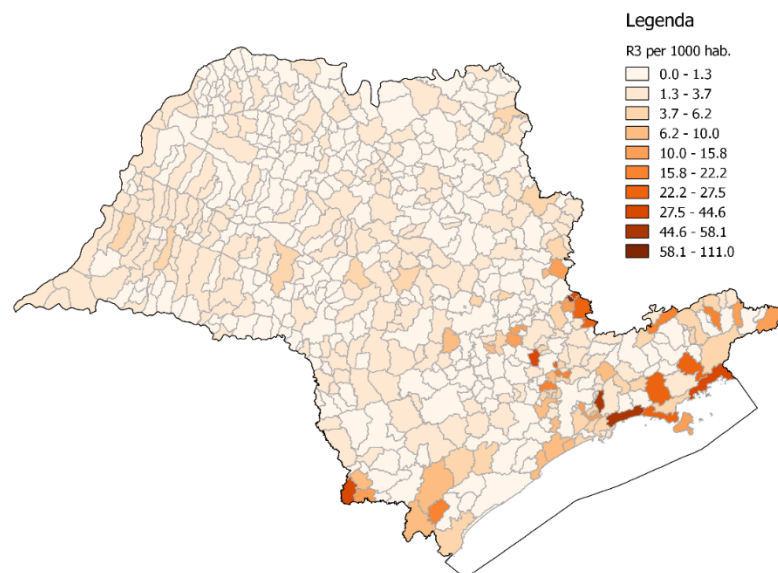 Legenda
R3 per 1000 hab.
0.0 - 1.3
1.3 - 3.7
3.7 - 6.2
6.2 - 10.0
10.0 - 15.8
15.8 - 22.2
22.2 - 27.5
27.5 - 44.6
44.6 - 58.1
58.1 - 111.0